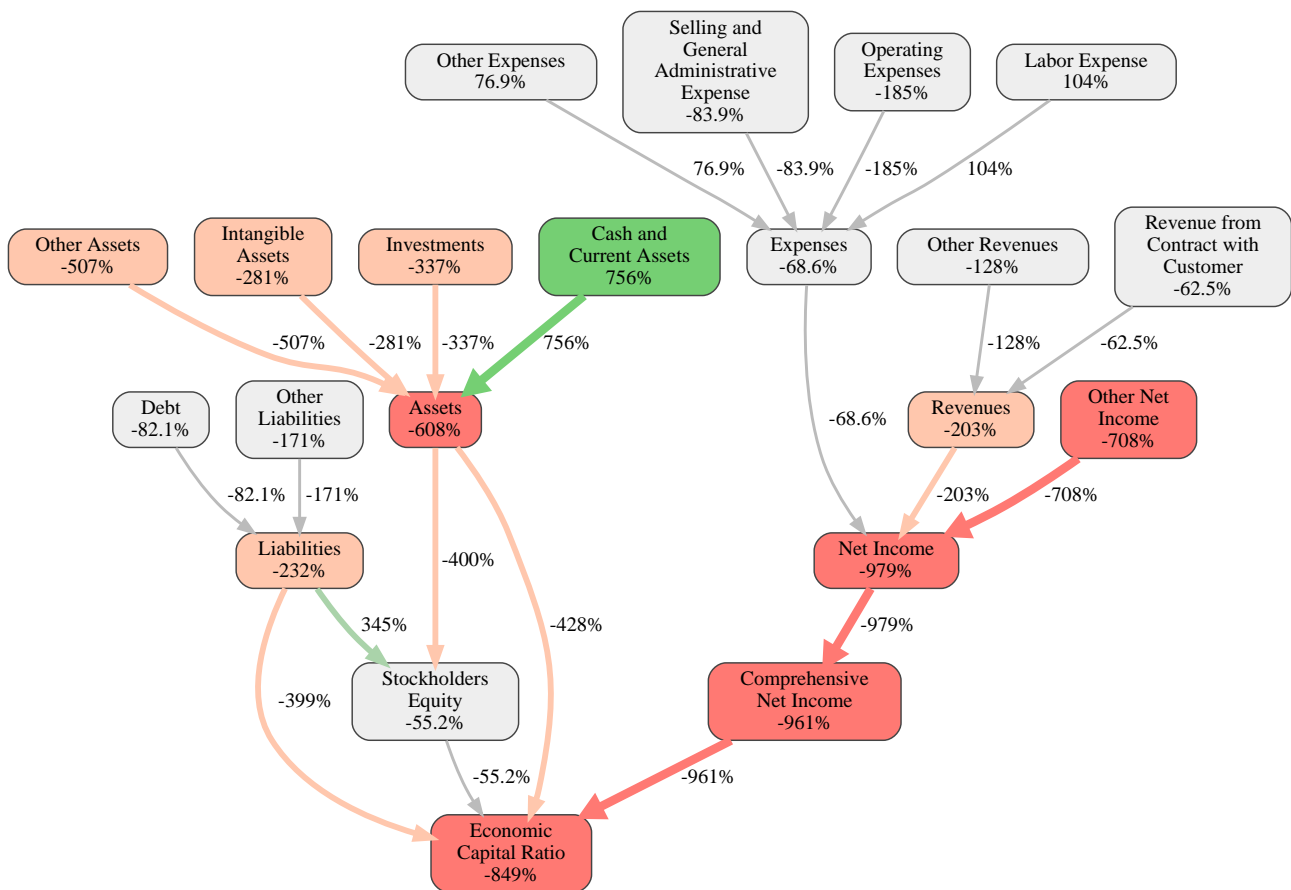 Other Expenses
76.9%
Selling and
General
Administrative
Expense
-83.9%
Operating
Expenses
-185%
Labor Expense
104%
76.9%
-83.9%
-185%
104%
Other Assets
-507%
Intangible
Assets
-281%
Investments
-337%
Cash and
Current Assets
756%
Expenses
-68.6%
Other Revenues
-128%
Revenue from
Contract with
Customer
-62.5%
-507%
-281%
-337%
756%
-128%
-62.5%
Debt
-82.1%
Other
Liabilities
-171%
Assets
-608%
-68.6%
Revenues
-203%
Other Net
Income
-708%
-82.1%
-171%
-203%
-708%
Liabilities
-232%
-400%
Net Income
-979%
345%
-428%
-979%
-399%
Stockholders
Equity
-55.2%
Comprehensive
Net Income
-961%
-55.2%
-961%
Economic
Capital Ratio
-849%